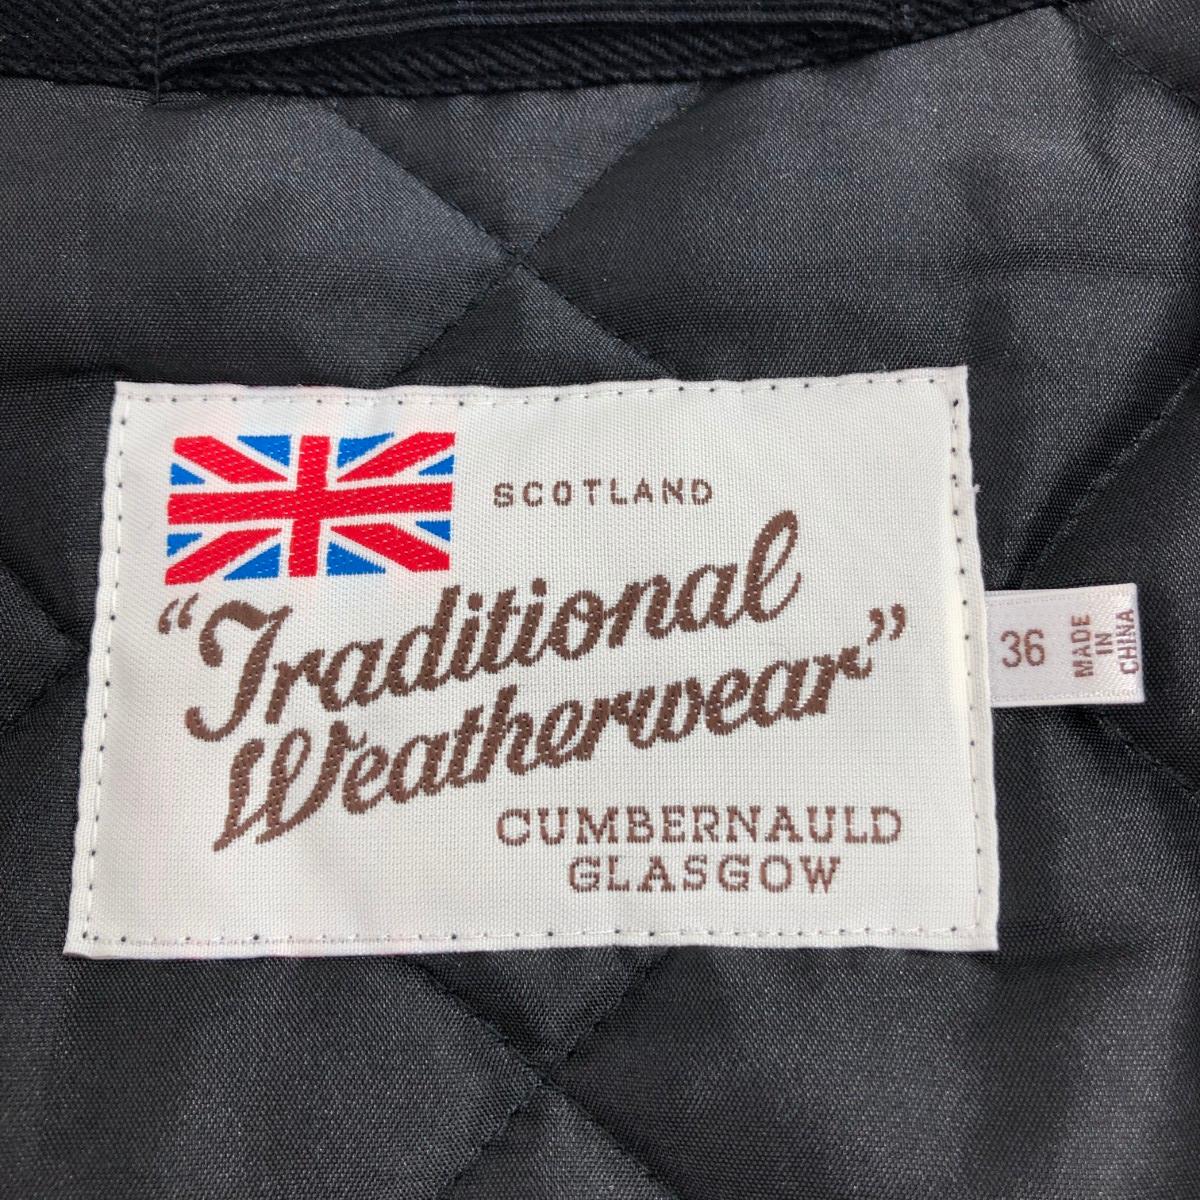 SCOTLAND
“Traditional
Weatherwear”
CUMBERNAULD
GLASGOW
36
MADE
IN
CHINA